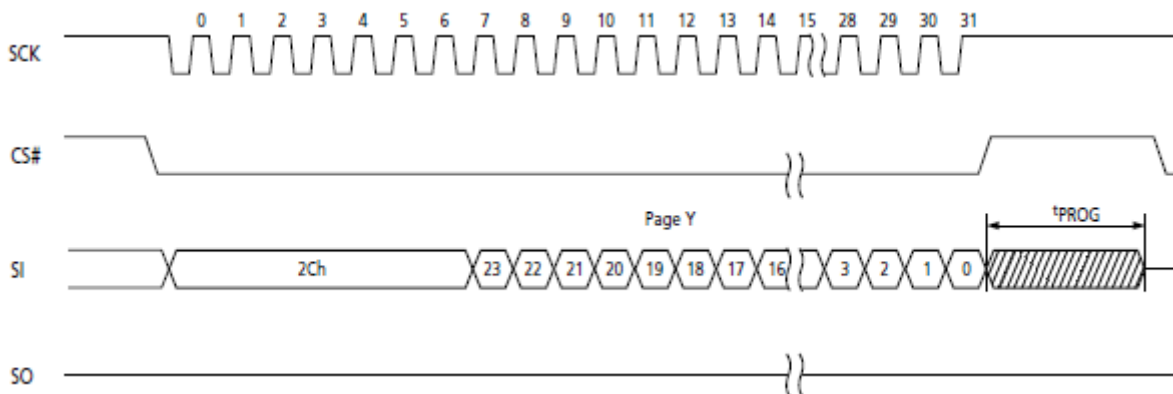 0 1 2 3 4 5 6 7 8 9 10 11 12 13 14 15 28 29 30 31
SCK
CS#
Page Y
tPROG
SI 2Ch 23 22 21 20 19 18 17 16 3 2 1 0
SO